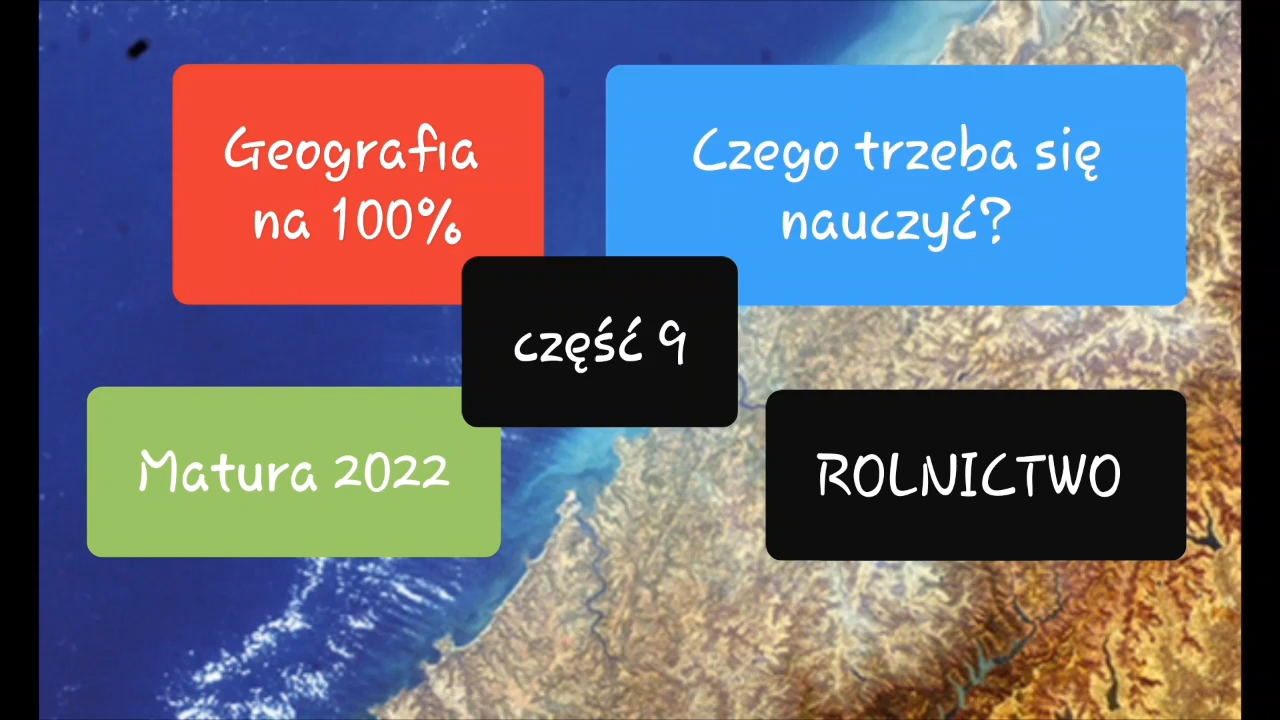 Geografia
na 100%
Czego trzeba się
nauczyć?
część 9
Matura 2022
ROLNICTWO